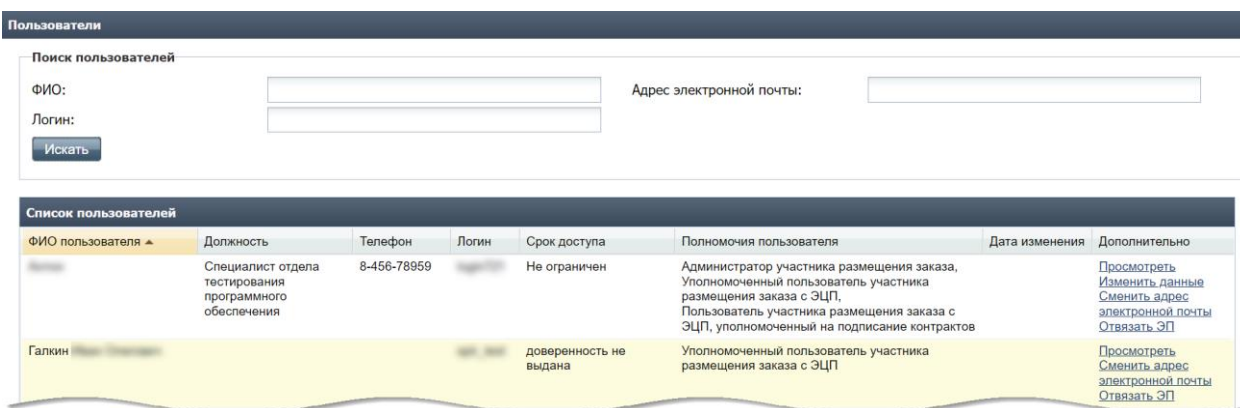 Пользователи
Поиск пользователей
ФИО:
Адрес электронной почты:
Логин:
Искать
Список пользователей
ФИО пользователя Должность Телефон Логин Срок доступа Полномочия пользователя Дата изменения Дополнительно
Специалист отдела 8-456-78959 Не ограничен Администратор участника размещения заказа, Просмотреть
тестирования Уполномоченный пользователь участника Изменить данные
программного размещения заказа с ЭЦП, Сменить адрес
обеспечения Пользователь участника размещения заказа с электронной почты
ЭЦП, уполномоченный на подписание контрактов Отвязать ЭП
Галкин доверенность не Уполномоченный пользователь участника Просмотреть
выдана размещения заказа с ЭЦП Сменить адрес
электронной почты
Отвязать ЭП